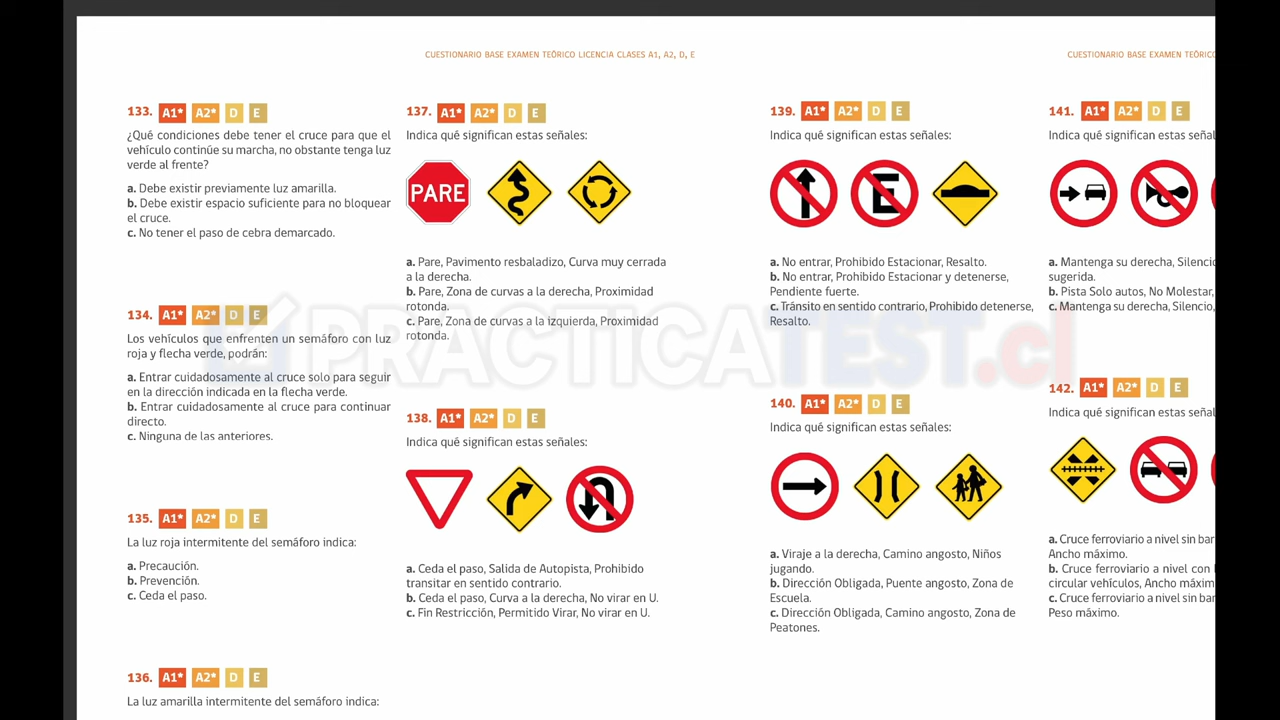 CUESTIONARIO BASE EXAMEN TEÓRICO LICENCIA CLASES A1, A2, D, E
CUESTIONARIO BASE EXAMEN TEÓRICO
133. A1* A2* D E
¿Qué condiciones debe tener el cruce para que el
vehículo continúe su marcha, no obstante tenga luz
verde al frente?
a. Debe existir previamente luz amarilla.
b. Debe existir espacio suficiente para no bloquear
el cruce.
c. No tener el paso de cebra demarcado.
134. A1* A2* D E
Los vehículos que enfrenten un semáforo con luz
roja y flecha verde, podrán:
a. Entrar cuidadosamente al cruce solo para seguir
en la dirección indicada en la flecha verde.
b. Entrar cuidadosamente al cruce para continuar
directo.
c. Ninguna de las anteriores.
135. A1* A2* D E
La luz roja intermitente del semáforo indica:
a. Precaución.
b. Prevención.
c. Ceda el paso.
136. A1* A2* D E
La luz amarilla intermitente del semáforo indica:
137. A1* A2* D E
Indica qué significan estas señales:
PARE
a. Pare, Pavimento resbaladizo, Curva muy cerrada
a la derecha.
b. Pare, Zona de curvas a la derecha, Proximidad
rotonda.
c. Pare, Zona de curvas a la izquierda, Proximidad
rotonda.
138. A1* A2* D E
Indica qué significan estas señales:
a. Ceda el paso, Salida de Autopista, Prohibido
transitar en sentido contrario.
b. Ceda el paso, Curva a la derecha, No virar en U.
c. Fin Restricción, Permitido Virar, No virar en U.
139. A1* A2* D E
Indica qué significan estas señales:
E
a. No entrar, Prohibido Estacionar, Resalto.
b. No entrar, Prohibido Estacionar y detenerse,
Pendiente fuerte.
c. Tránsito en sentido contrario, Prohibido detenerse,
Resalto.
140. A1* A2* D E
Indica qué significan estas señales:
a. Viraje a la derecha, Camino angosto, Niños
jugando.
b. Dirección Obligada, Puente angosto, Zona de
Escuela.
c. Dirección Obligada, Camino angosto, Zona de
Peatones.
141. A1* A2* D E
Indica qué significan estas señal
a. Mantenga su derecha, Silenci
sugerida.
b. Pista Solo autos, No Molestar,
c. Mantenga su derecha, Silencio,
142. A1* A2* D E
Indica qué significan estas señal
a. Cruce ferroviario a nivel sin bar
Ancho máximo.
b. Cruce ferroviario a nivel con
circular vehículos, Ancho máxim
c. Cruce ferroviario a nivel sin bar
Peso máximo.
PRACTICATEST.cl